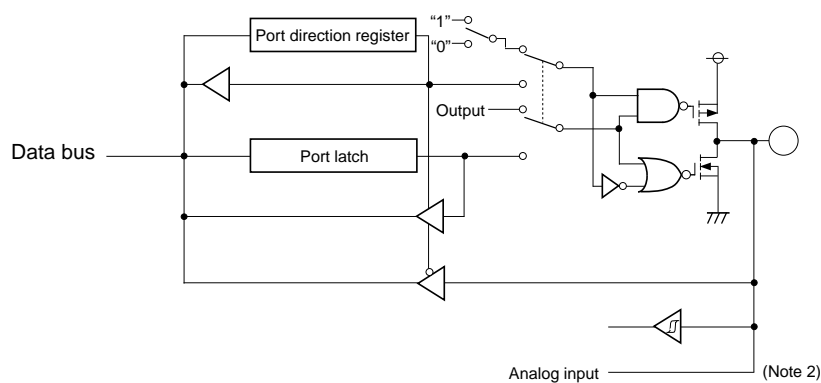 “1”
Port direction register
“0”
Output
Data bus
Port latch
Analog input
(Note 2)